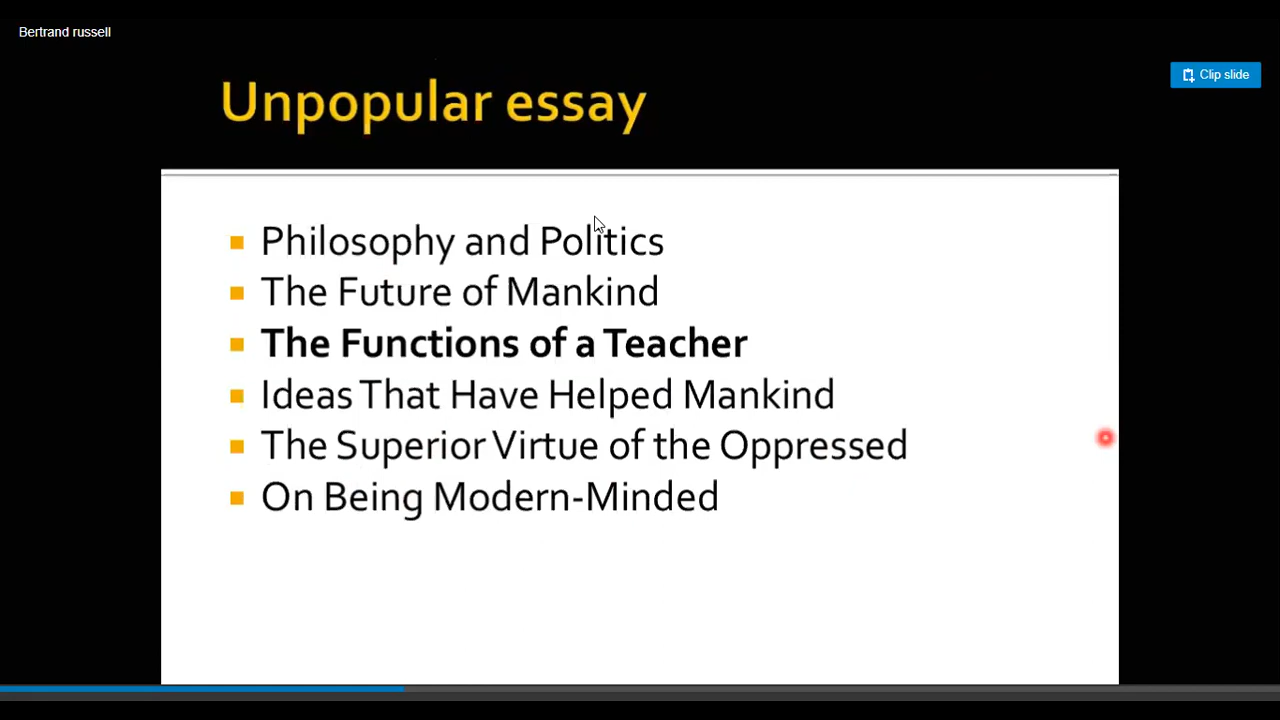 Bertrand russell
Clip slide
Unpopular essay
Philosophy and Politics
The Future of Mankind
The Functions of a Teacher
Ideas That Have Helped Mankind
The Superior Virtue of the Oppressed
On Being Modern-Minded